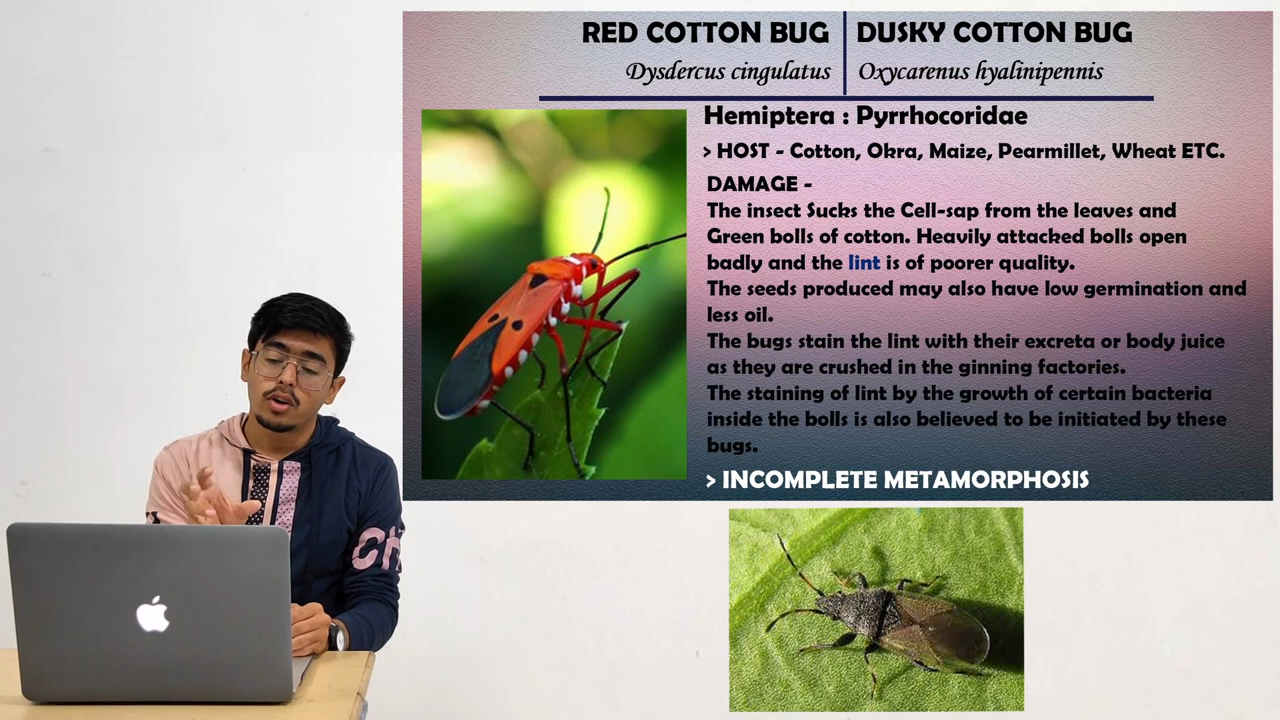 RED COTTON BUG
DUSKY COTTON BUG
Dysdercus cingulatus
Oxycarenus hyalinipennis
Hemiptera : Pyrrhocoridae
> HOST - Cotton, Okra, Maize, Pearmillet, Wheat ETC.
DAMAGE -
The insect Sucks the Cell-sap from the leaves and
Green bolls of cotton. Heavily attacked bolls open
badly and the lint is of poorer quality.
The seeds produced may also have low germination and
less oil.
The bugs stain the lint with their excreta or body juice
as they are crushed in the ginning factories.
The staining of lint by the growth of certain bacteria
inside the bolls is also believed to be initiated by these
bugs.
> INCOMPLETE METAMORPHOSIS